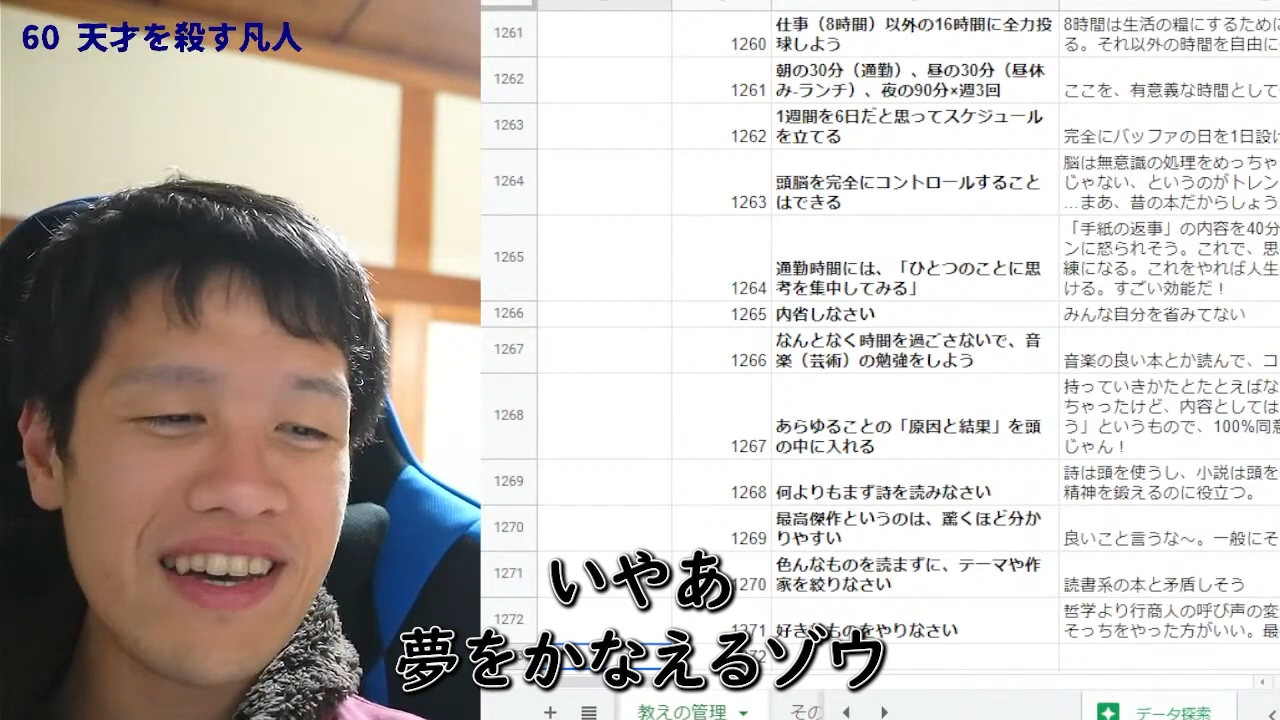 60 天才を殺す凡人
1261
1260
仕事（8時間）以外の16時間に全力投
球しよう
8時間は生活の糧にするために
る。それ以外の時間を自由に
1262
1261
朝の30分（通勤）、昼の30分（昼休
み-ランチ）、夜の90分×週3回
ここを、有意義な時間として
1263
1262
1週間を6日だと思ってスケジュール
を立てる
完全にバッファの日を1日設け
1264
1263
頭脳を完全にコントロールすること
はできる
脳は無意識の処理をめっちゃ
じゃない、というのがトレン
…まあ、昔の本だからしょう
1265
1264
通勤時間には、「ひとつのことに思
考を集中してみる」
「手紙の返事」の内容を40分
ンに怒られそう。これで、思
練になる。これをやれば人生
ける。すごい効能だ！
1266
1265
内省しなさい
みんな自分を省みてない
1267
1266
なんとなく時間を過ごさないで、音
楽（芸術）の勉強をしよう
音楽の良い本とか読んで、コ
1268
1267
あらゆることの「原因と結果」を頭
の中に入れる
持っていきかたとたとえばな
ちゃったけど、内容としては
う」というもので、100%同意
じゃん！
1269
1268
何よりもまず詩を読みなさい
詩は頭を使うし、小説は頭を
精神を鍛えるのに役立つ。
1270
1269
最高傑作というのは、驚くほど分か
りやすい
良いこと言うな〜。一般にそ
1271
1270
色んなものを読まずに、テーマや作
家を絞りなさい
読書系の本と矛盾しそう
1272
1271
好きなものをやりなさい
哲学より行商人の呼び声の変
そっちをやった方がいい。最
いやあ
夢をかなえるゾウ
教えの管理
その
データ探索